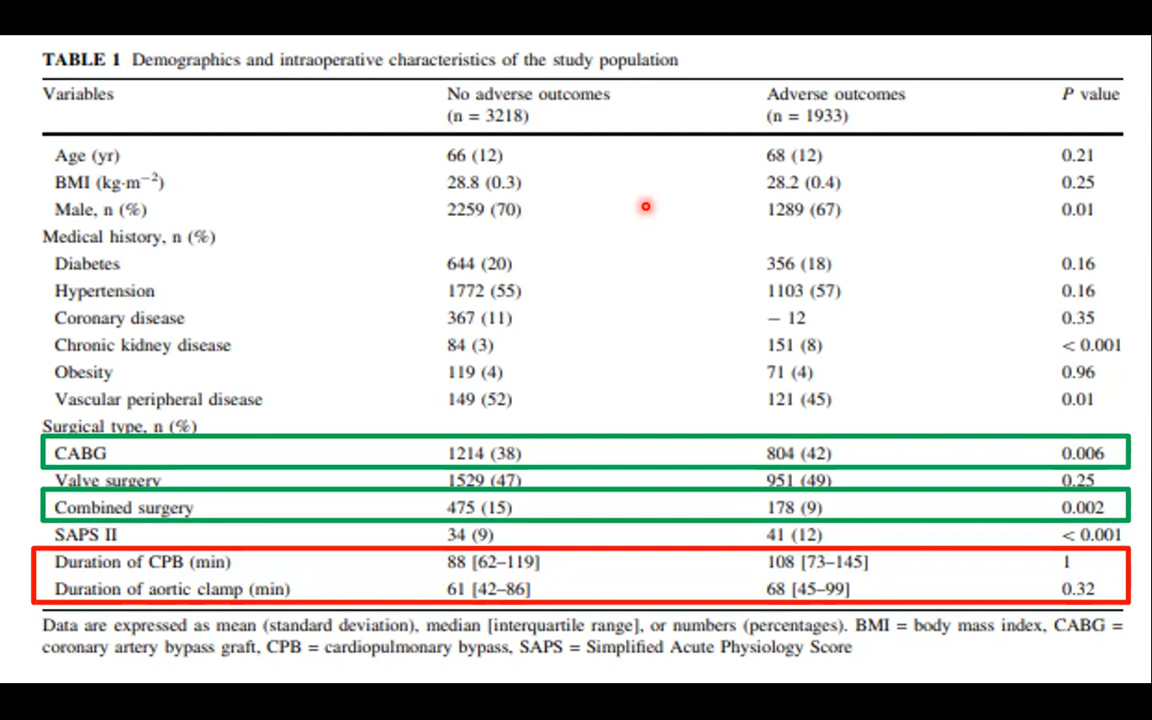 TABLE 1 Demographics and intraoperative characteristics of the study population
Variables No adverse outcomes (n = 3218) Adverse outcomes (n = 1933) P value
Age (yr) 66 (12) 68 (12) 0.21
BMI (kg·m⁻²) 28.8 (0.3) 28.2 (0.4) 0.25
Male, n (%) 2259 (70) 1289 (67) 0.01
Medical history, n (%)
Diabetes 644 (20) 356 (18) 0.16
Hypertension 1772 (55) 1103 (57) 0.16
Coronary disease 367 (11) − 12 0.35
Chronic kidney disease 84 (3) 151 (8) < 0.001
Obesity 119 (4) 71 (4) 0.96
Vascular peripheral disease 149 (52) 121 (45) 0.01
Surgical type, n (%)
CABG 1214 (38) 804 (42) 0.006
Valve surgery 1529 (47) 951 (49) 0.25
Combined surgery 475 (15) 178 (9) 0.002
SAPS II 34 (9) 41 (12) < 0.001
Duration of CPB (min) 88 [62–119] 108 [73–145] 1
Duration of aortic clamp (min) 61 [42–86] 68 [45–99] 0.32
Data are expressed as mean (standard deviation), median [interquartile range], or numbers (percentages). BMI = body mass index, CABG =
coronary artery bypass graft, CPB = cardiopulmonary bypass, SAPS = Simplified Acute Physiology Score